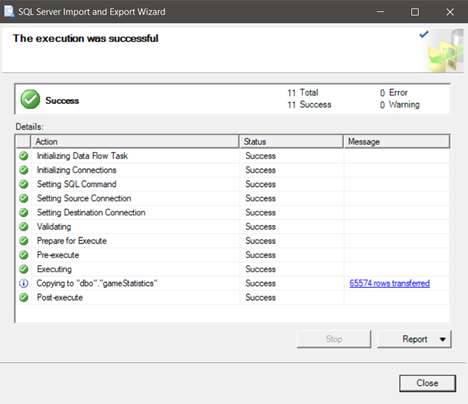 SQL Server Import and Export Wizard
The execution was successful
Success 11 Total 0 Error
11 Success 0 Warning
Details:
Action Status Message
Initializing Data Flow Task Success
Initializing Connections Success
Setting SQL Command Success
Setting Source Connection Success
Setting Destination Connection Success
Validating Success
Prepare for Execute Success
Pre-execute Success
Executing Success
Copying to "dbo"."gameStatistics" Success 65574 rows transferred
Post-execute Success
Stop Report
Close